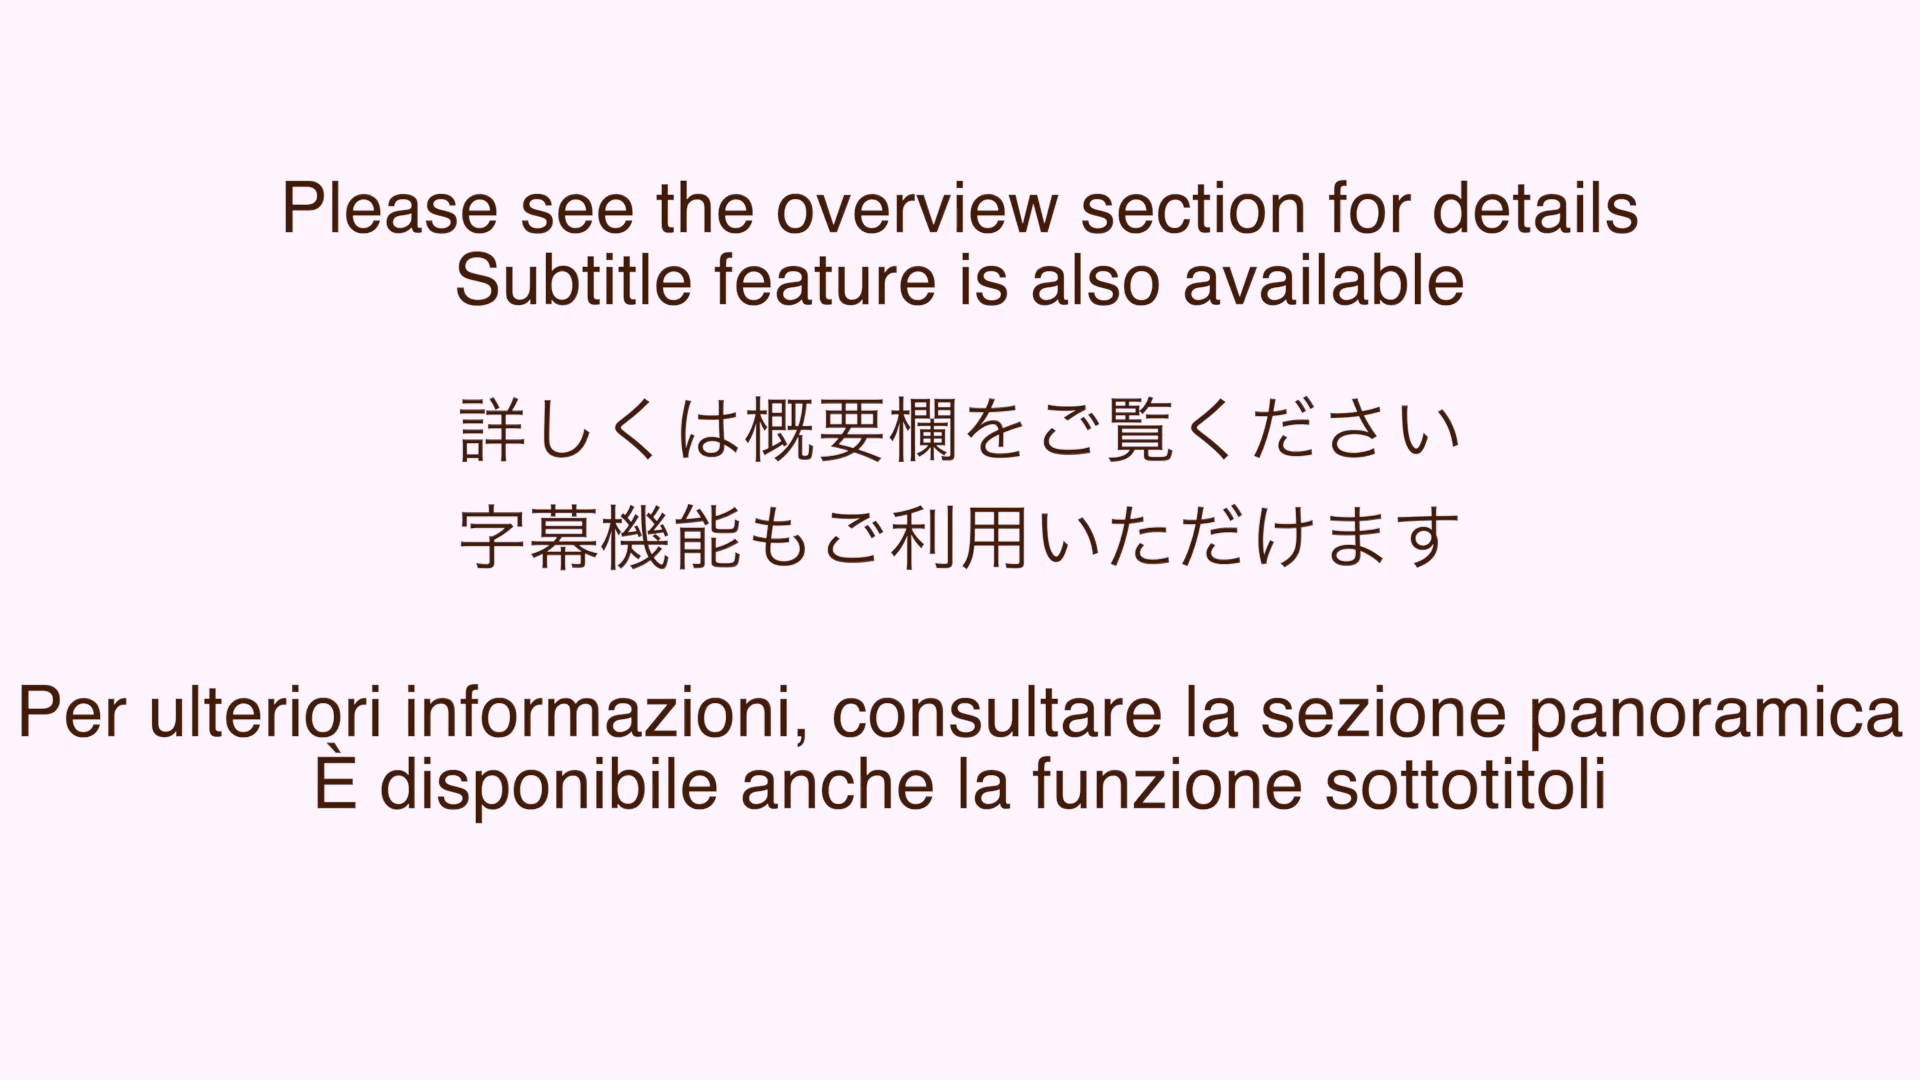 Please see the overview section for details
Subtitle feature is also available
詳しくは概要欄をご覧ください
字幕機能もご利用いただけます
Per ulteriori informazioni, consultare la sezione panoramica
È disponibile anche la funzione sottotitoli